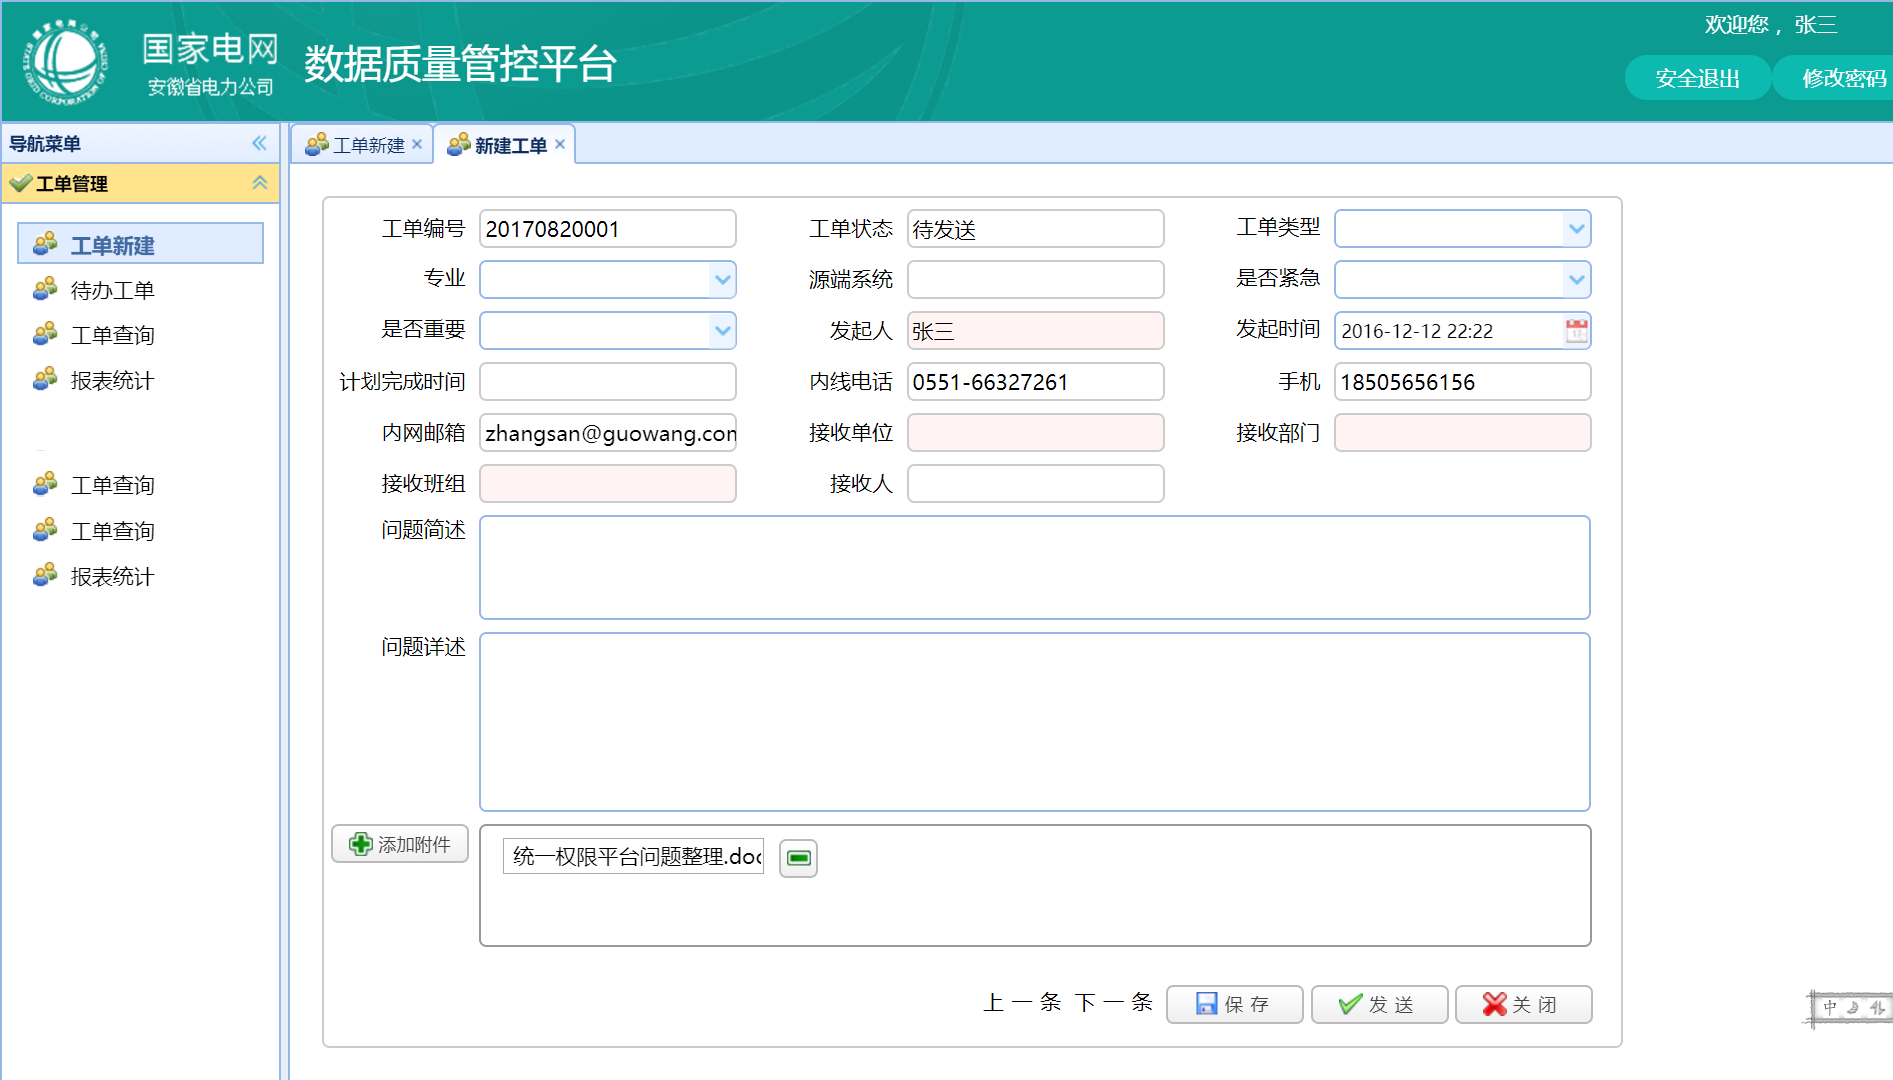 国家电网
安徽省电力公司
数据质量管控平台
欢迎您，张三
安全退出
修改密码
导航菜单
工单管理
工单新建
待办工单
工单查询
报表统计
工单查询
工单查询
报表统计
工单新建
新建工单
工单编号 20170820001 工单状态 待发送 工单类型
专业 源端系统 是否紧急
是否重要 发起人 张三 发起时间 2016-12-12 22:22
计划完成时间 内线电话 0551-66327261 手机 18505656156
内网邮箱 zhangsan@guowang.com 接收单位 接收部门
接收班组 接收人
问题简述
问题详述
添加附件 统一权限平台问题整理.doc
上一条 下一条 保存 发送 关闭
中